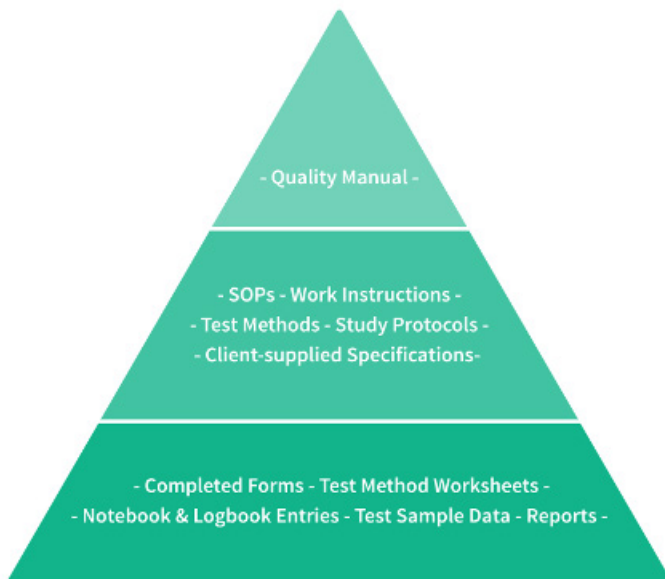 - Quality Manual -
- SOPs - Work Instructions -
- Test Methods - Study Protocols -
- Client-supplied Specifications-
- Completed Forms - Test Method Worksheets -
- Notebook & Logbook Entries - Test Sample Data - Reports -